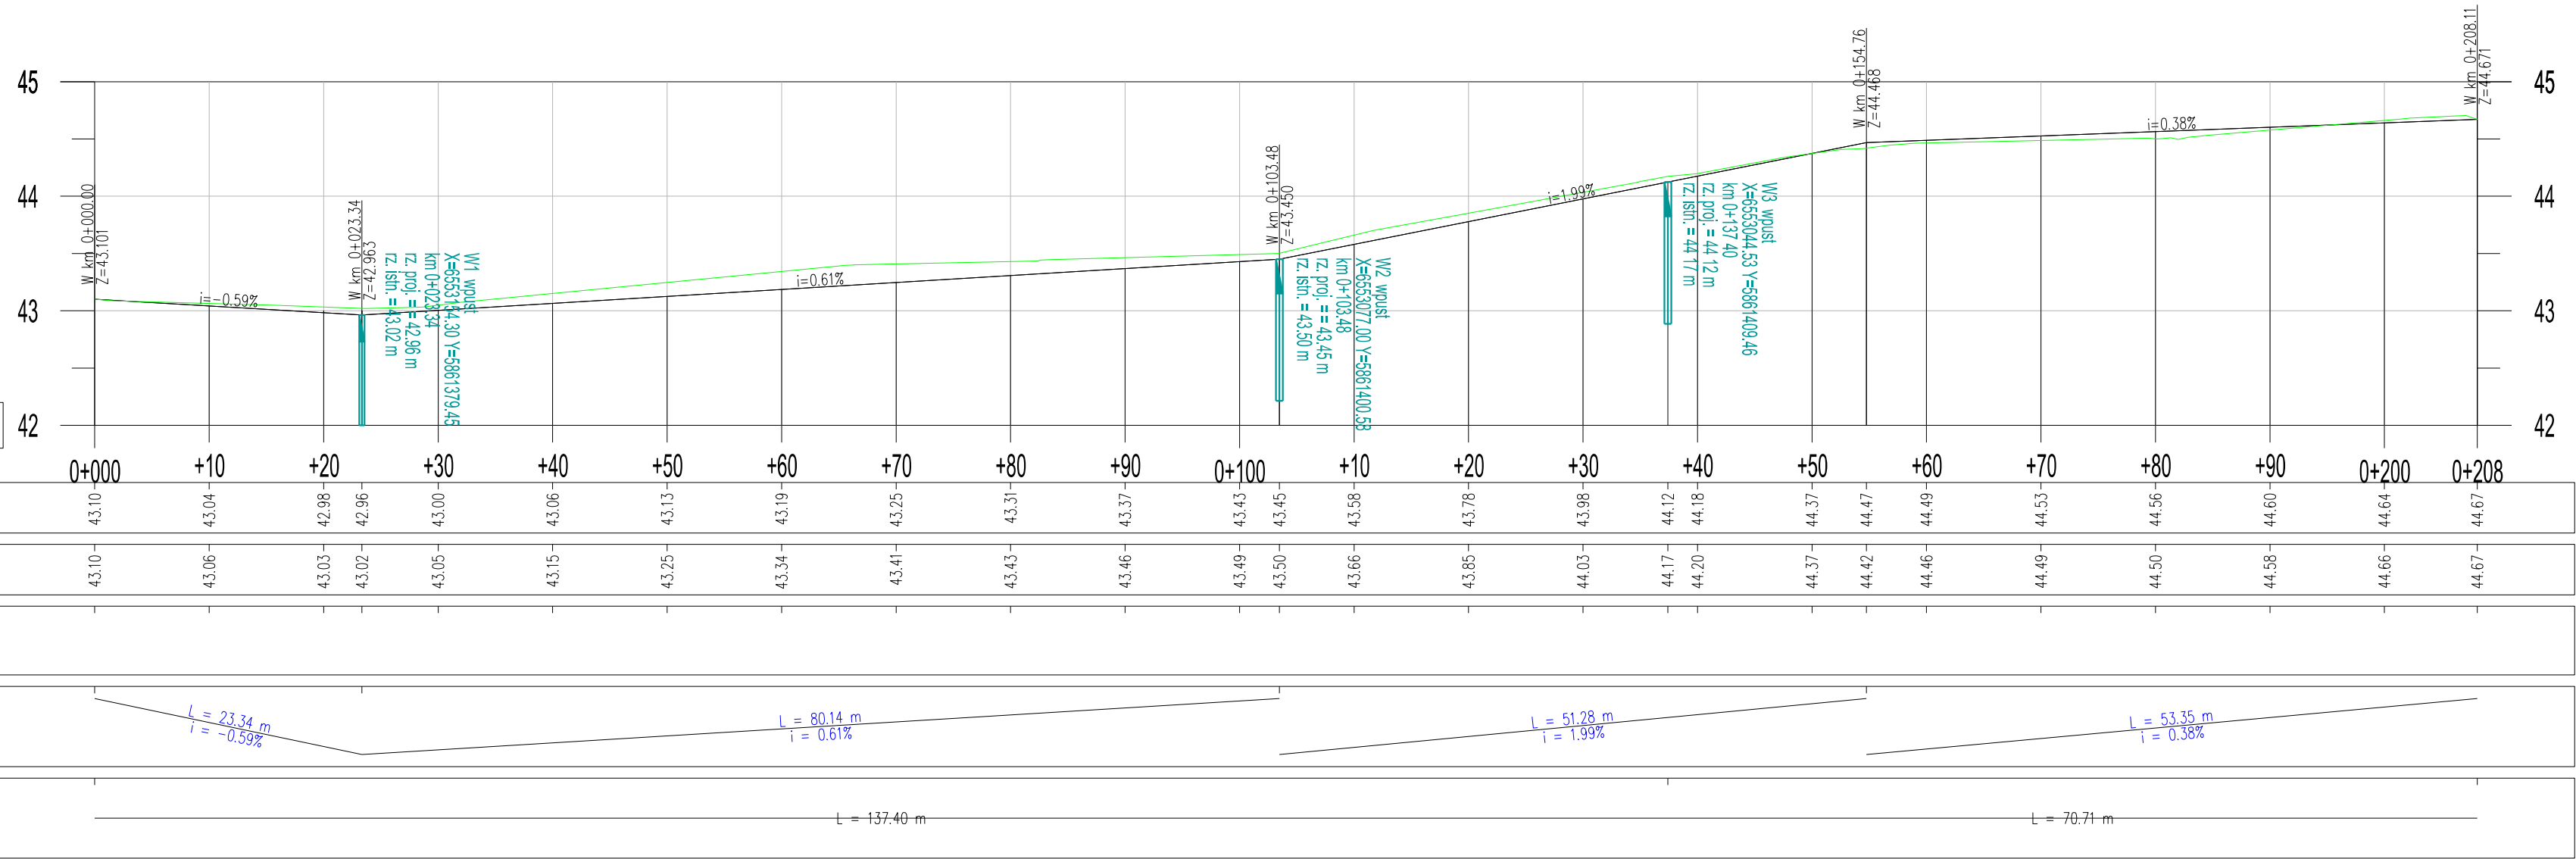 W km 0+000.00
Z=43.101
W km 0+023.34
Z=42.963
W km 0+103.48
Z=43.450
W km 0+154.76
Z=44.468
W km 0+208.11
Z=44.671
45
44
43
42
45
44
43
42
i=-0.59%
i=0.61%
i=1.99%
i=0.38%
W1 wpust
km 0+023.34
rz. proj. = 42.96 m
rz. istn. = 43.02 m
W2 wpust
X=6553077.00 Y=5861400.58
km 0+103.48
rz. proj. = = 43.45 m
rz. istn. = 43.50 m
W3 wpust
X=6553044.53 Y=5861409.46
km 0+137 40
rz. proj. = 44 12 m
rz. istn. = 44 17 m
0+000 +10 +20 +30 +40 +50 +60 +70 +80 +90 0+100 +10 +20 +30 +40 +50 +60 +70 +80 +90 0+200 0+208
43.10 43.04 42.98 42.96 43.00 43.06 43.13 43.19 43.25 43.31 43.37 43.43 43.45 43.58 43.78 43.98 44.12 44.18 44.37 44.47 44.49 44.53 44.56 44.60 44.64 44.67
43.10 43.06 43.03 43.02 43.05 43.15 43.25 43.34 43.41 43.43 43.46 43.49 43.50 43.66 43.85 44.03 44.17 44.20 44.37 44.42 44.46 44.49 44.50 44.58 44.66 44.67
L = 23.34 m
i = -0.59%
L = 80.14 m
i = 0.61%
L = 51.28 m
i = 1.99%
L = 53.35 m
i = 0.38%
L = 137.40 m
L = 70.71 m